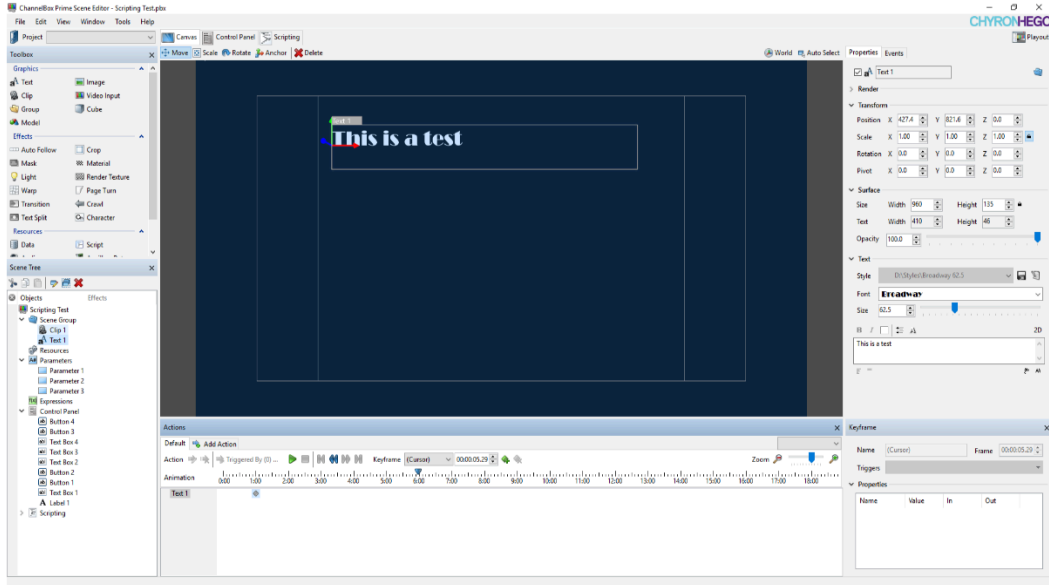 ChannelBox Prime Scene Editor - Scripting Test.pbx
File Edit View Window Tools Help
CHYRONHEGO
Project
Canvas Control Panel Scripting
Playout
Toolbox
Move Scale Rotate Anchor Delete
World Auto Select
Properties Events
Graphics
Text Image
Clip Video Input
Group Cube
Model
Effects
Auto Follow Crop
Mask Material
Light Render Texture
Warp Page Turn
Transition Crawl
Text Split Character
Resources
Data Script
Scene Tree
Objects Effects
Scripting Test
Scene Group
Clip 1
Text 1
Resources
Parameters
Parameter 1
Parameter 2
Parameter 3
Expressions
Control Panel
Button 4
Button 3
Text Box 4
Text Box 3
Text Box 2
Button 2
Button 1
Text Box 1
Label 1
Scripting
Text 1
This is a test
Text 1
Render
Transform
Position X 427.4 Y 821.6 Z 0.0
Scale X 1.00 Y 1.00 Z 1.00
Rotation X 0.0 Y 0.0 Z 0.0
Pivot X 0.0 Y 0.0 Z 0.0
Surface
Size Width 960 Height 135
Text Width 410 Height 46
Opacity 100.0
Text
Style D:\Styles\Broadway 62.5
Font Broadway
Size 62.5
B I 2D
This is a test
Actions
Default Add Action
Action Triggered By (0) ... Keyframe (Cursor) 00:00:05.29 Zoom
Animation 0:00 1:00 2:00 3:00 4:00 5:00 6:00 7:00 8:00 9:00 10:00 11:00 12:00 13:00 14:00 15:00 16:00 17:00 18:00
Text 1
Keyframe
Name (Cursor) Frame 00:00:05.29
Triggers
Properties
Name Value In Out